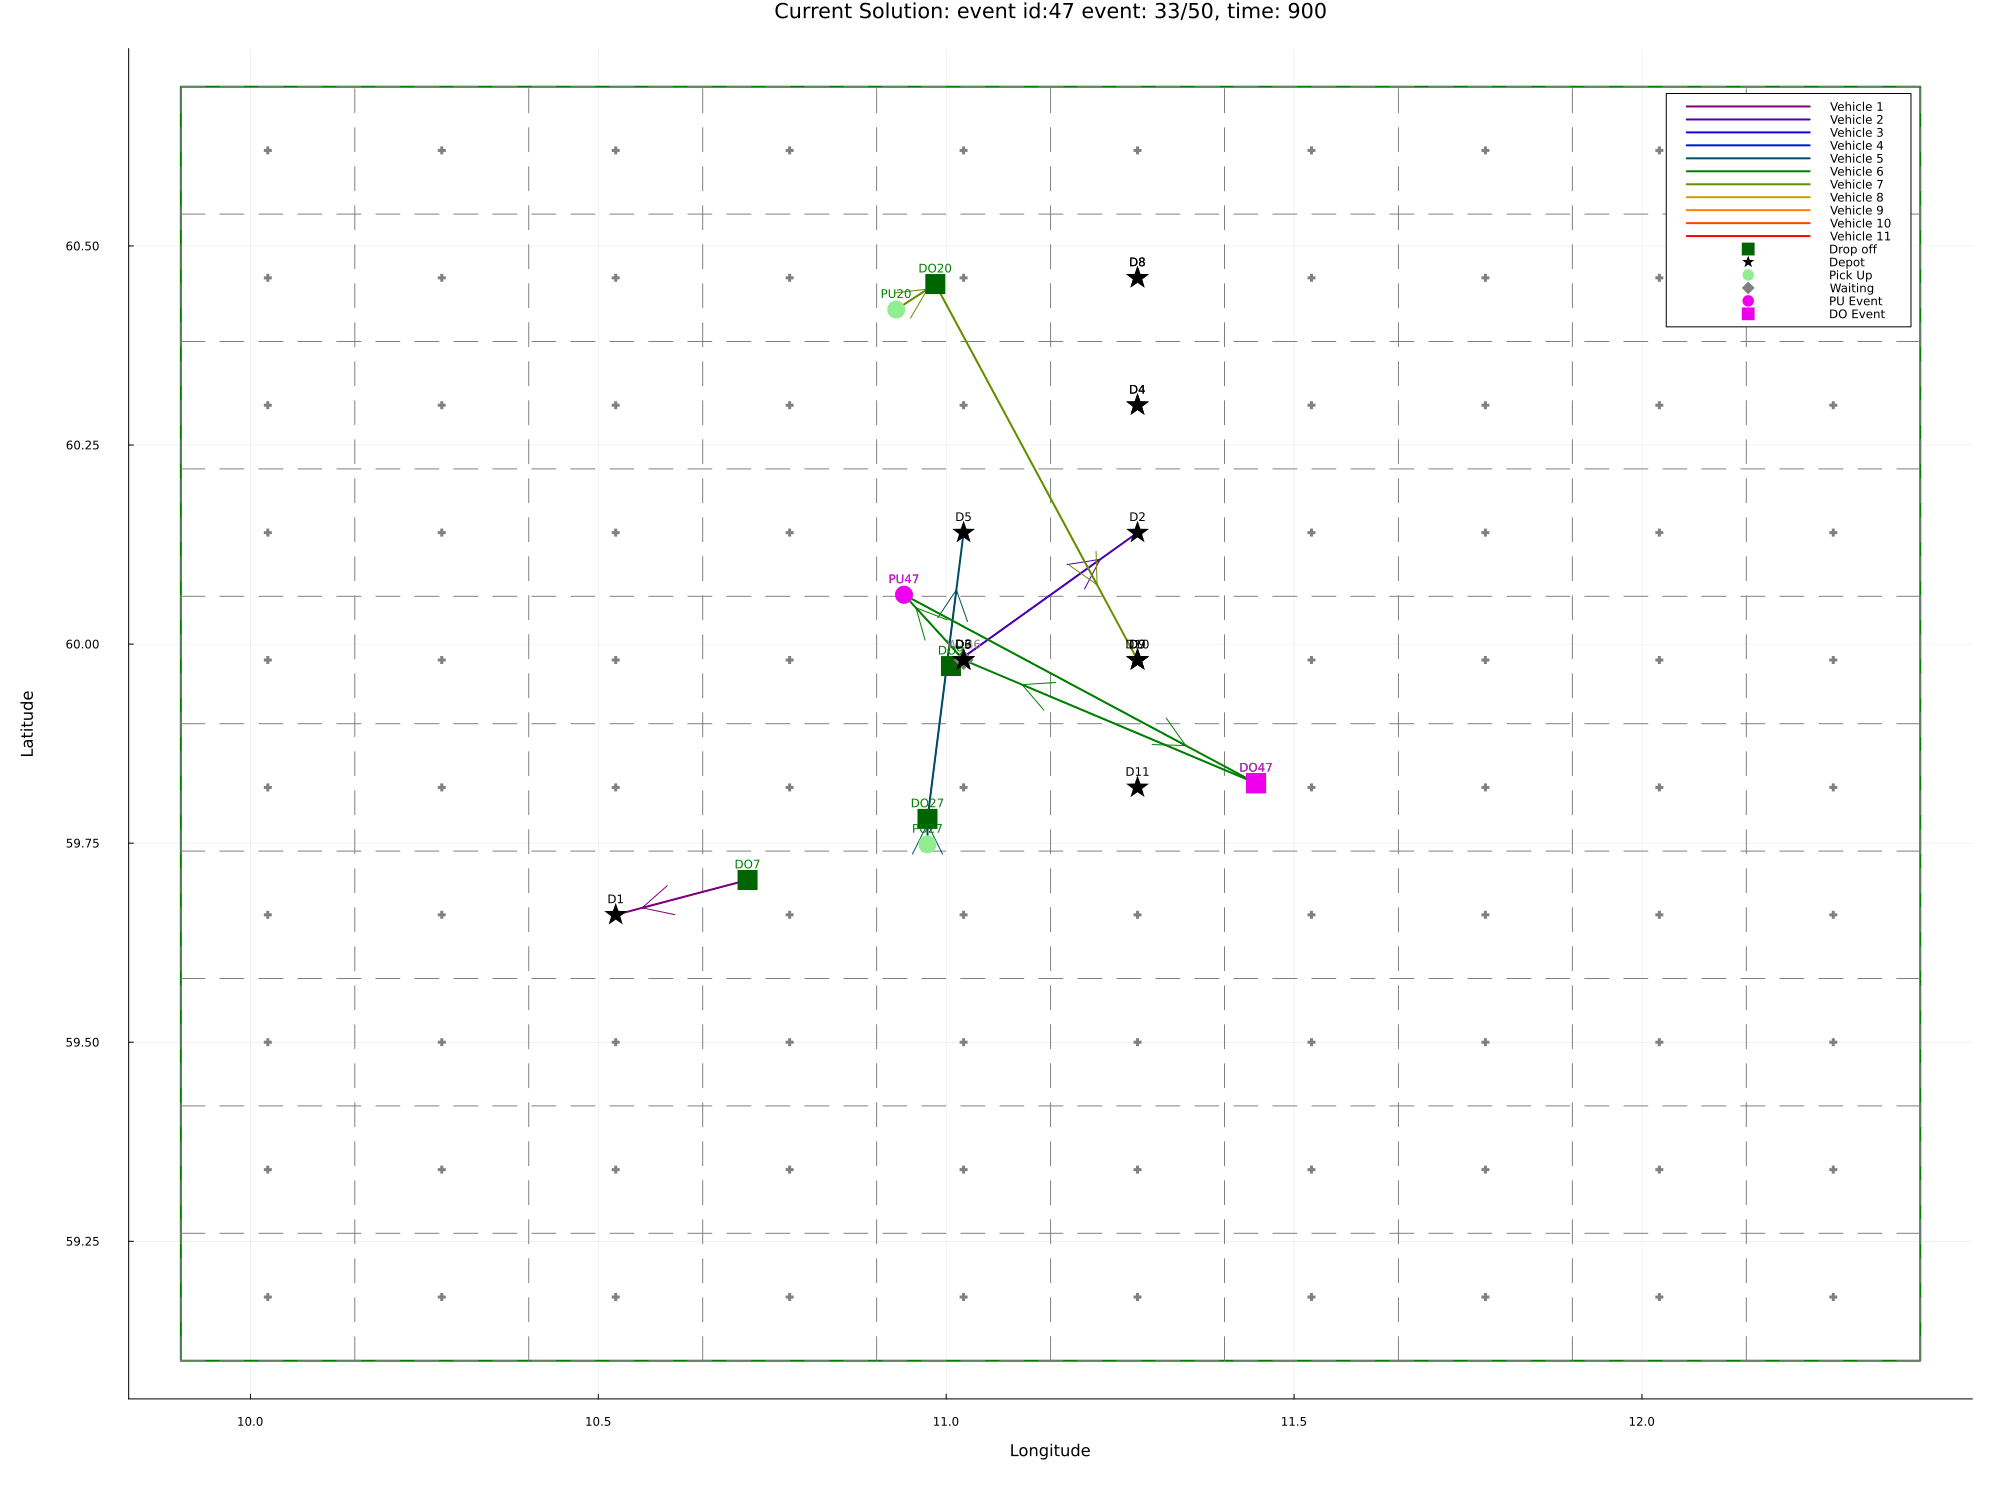 Current Solution: event id:47 event: 33/50, time: 900
Vehicle 1
Vehicle 2
Vehicle 3
Vehicle 4
Vehicle 5
Vehicle 6
Vehicle 7
Vehicle 8
Vehicle 9
Vehicle 10
Vehicle 11
Drop off
Depot
Pick Up
Waiting
PU Event
DO Event
60.50
60.25
60.00
59.75
59.50
59.25
Latitude
DO20
PU20
D8
D4
D5
D2
PU47
D11
DO47
DO27
PU27
DO7
D1
10.0
10.5
11.0
11.5
12.0
Longitude